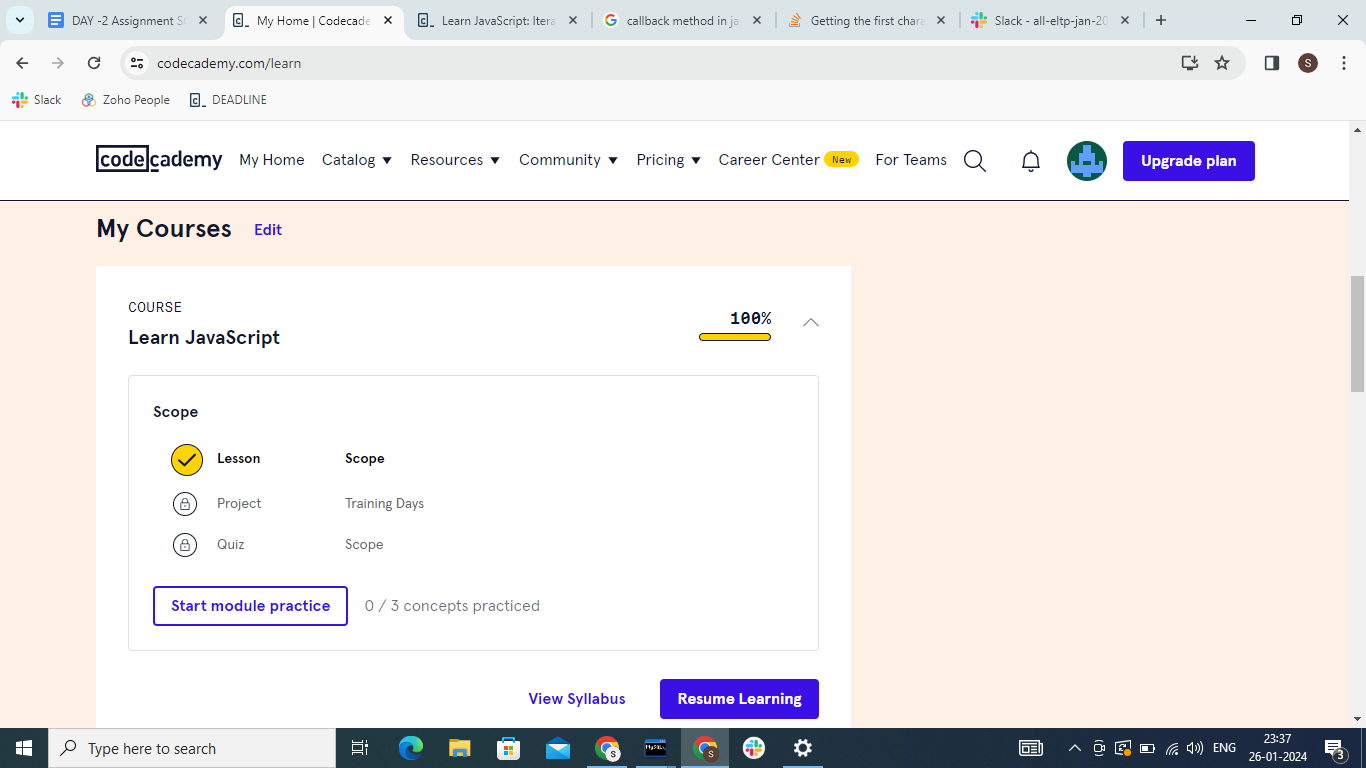 DAY -2 Assignment S
My Home | Codecade
Learn JavaScript: Itera
callback method in ja
Getting the first chara
Slack - all-eltp-jan-20
codecademy.com/learn
S
Slack
Zoho People
DEADLINE
codecademy
My Home
Catalog
Resources
Community
Pricing
Career Center
New
For Teams
Upgrade plan
My Courses
Edit
COURSE
Learn JavaScript
100%
Scope
Lesson
Scope
Project
Training Days
Quiz
Scope
Start module practice
0 / 3 concepts practiced
View Syllabus
Resume Learning
Type here to search
ENG
23:37
26-01-2024
3